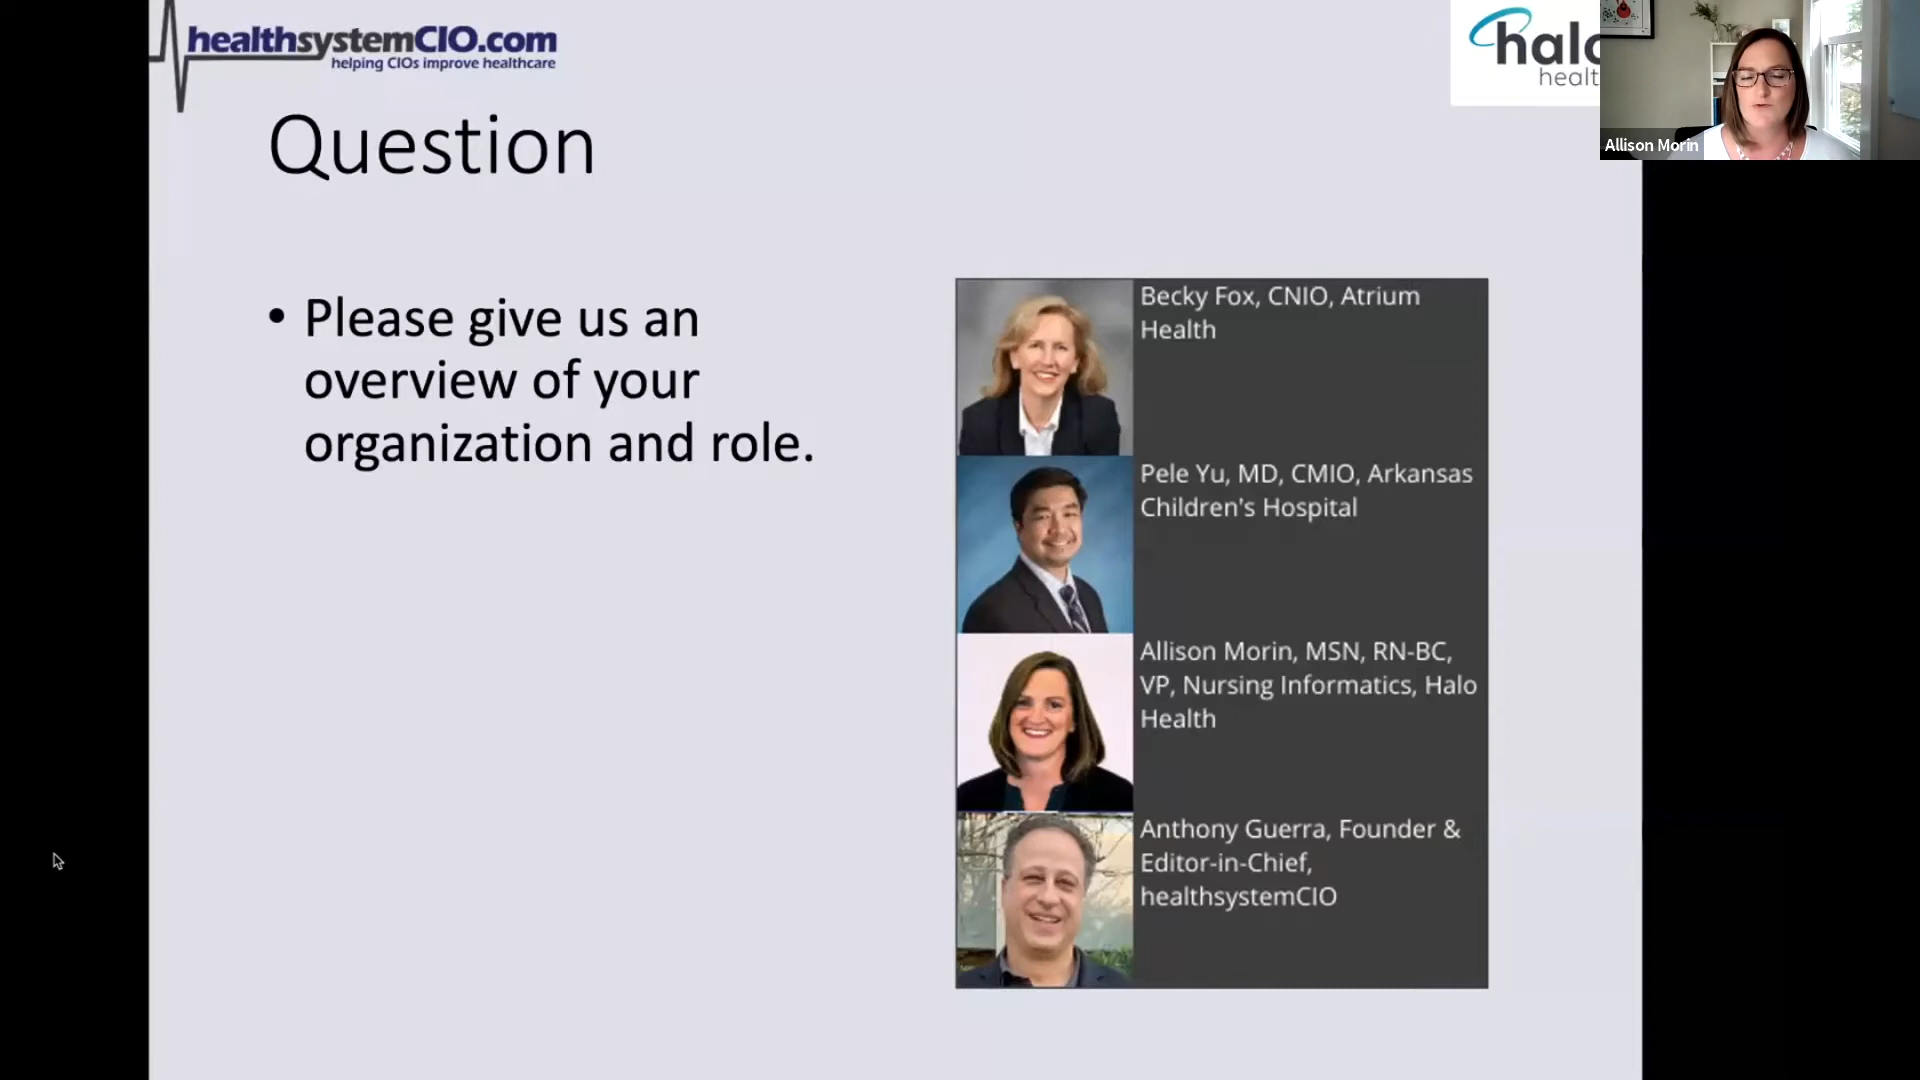 healthsystemCIO.com
helping CIOs improve healthcare
Allison Morin
Question
• Please give us an
overview of your
organization and role.
Becky Fox, CNIO, Atrium
Health
Pele Yu, MD, CMIO, Arkansas
Children's Hospital
Allison Morin, MSN, RN-BC,
VP, Nursing Informatics, Halo
Health
Anthony Guerra, Founder &
Editor-in-Chief,
healthsystemCIO